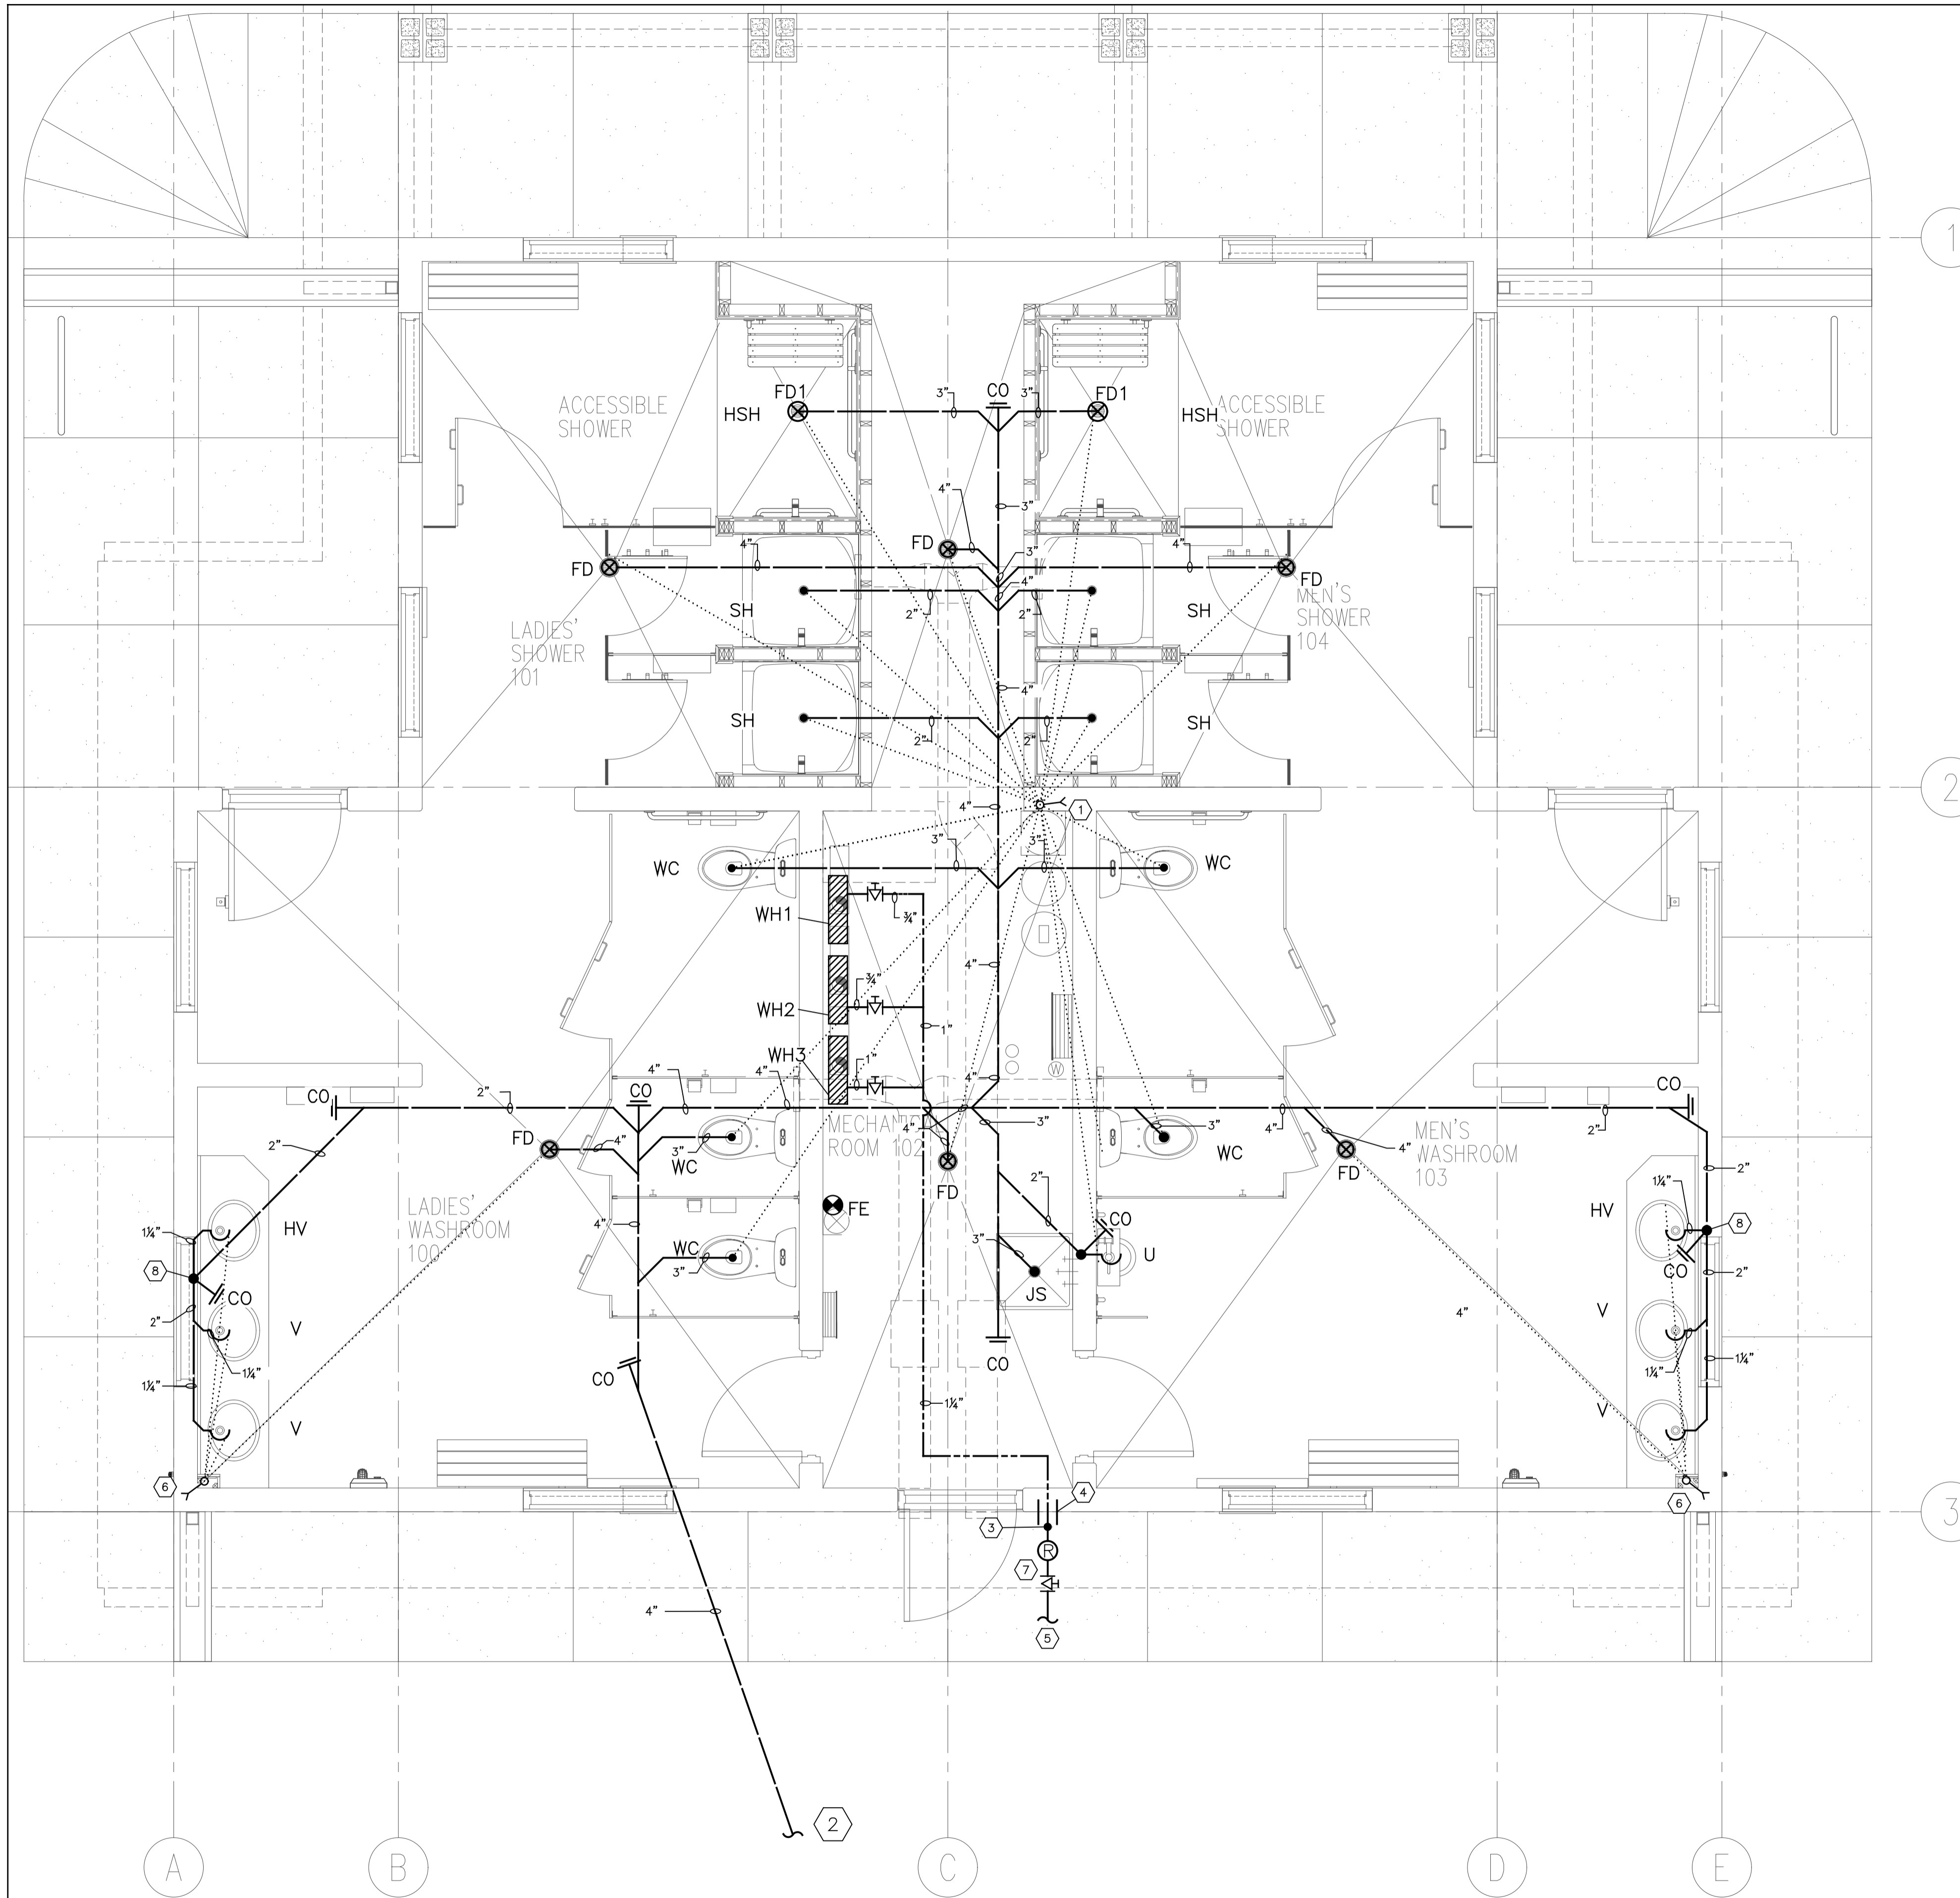 1
3"
CO
3"
FD1
FD1
ACCESSIBLE
SHOWER
HSH
HSH
ACCESSIBLE
SHOWER
4"
3"
FD
4"
3"
4"
FD
FD
4"
MEN'S
SHOWER
104
SH
2"
2"
SH
LADIES'
SHOWER
101
4"
SH
2"
2"
SH
2
4"
1
3"
3"
WC
WC
WH1
¾"
4"
¾"
WH2
1"
WH3
1"
4"
4"
4"
W
CO
2"
CO
CO
4"
3"
3"
4"
2"
MECHANICAL
ROOM 102
FD
4"
3"
WC
WC
4"
FD
MEN'S
WASHROOM
103
2"
2"
FD
2"
1¼"
LADIES'
WASHROOM
100
HV
FE
HV
8
1¼"
4"
CO
WC
3"
3"
U
8
CO
JS
2"
CO
2"
V
4"
V
1¼"
CO
CO
1¼"
1¼"
1¼"
V
1¼"
V
6
4
6
3
3
R
7
4"
5
2
A
B
C
D
E